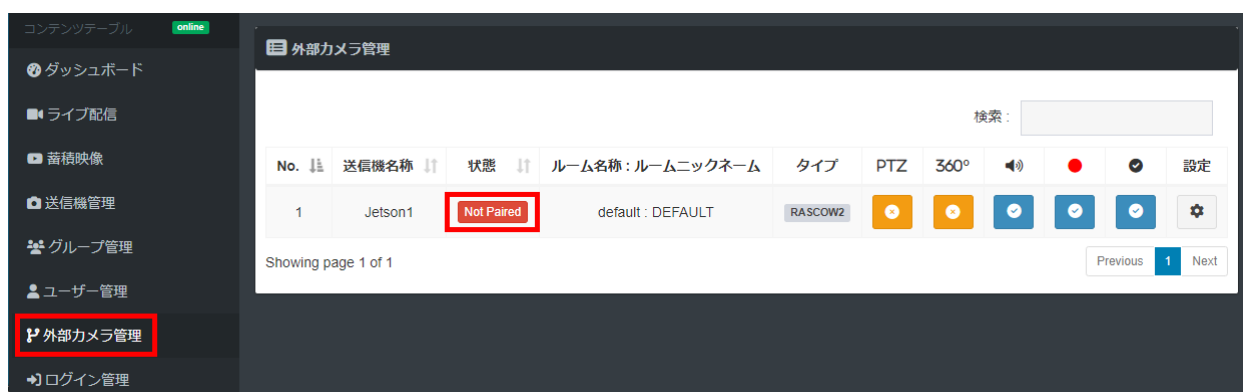 コンテンツテーブル online
ダッシュボード
ライブ配信
蓄積映像
送信機管理
グループ管理
ユーザー管理
外部カメラ管理
ログイン管理
外部カメラ管理
検索 :
No. 送信機名称 状態 ルーム名称 : ルームニックネーム タイプ PTZ 360° 設定
1 Jetson1 Not Paired default : DEFAULT RASCOW2
Showing page 1 of 1
Previous 1 Next